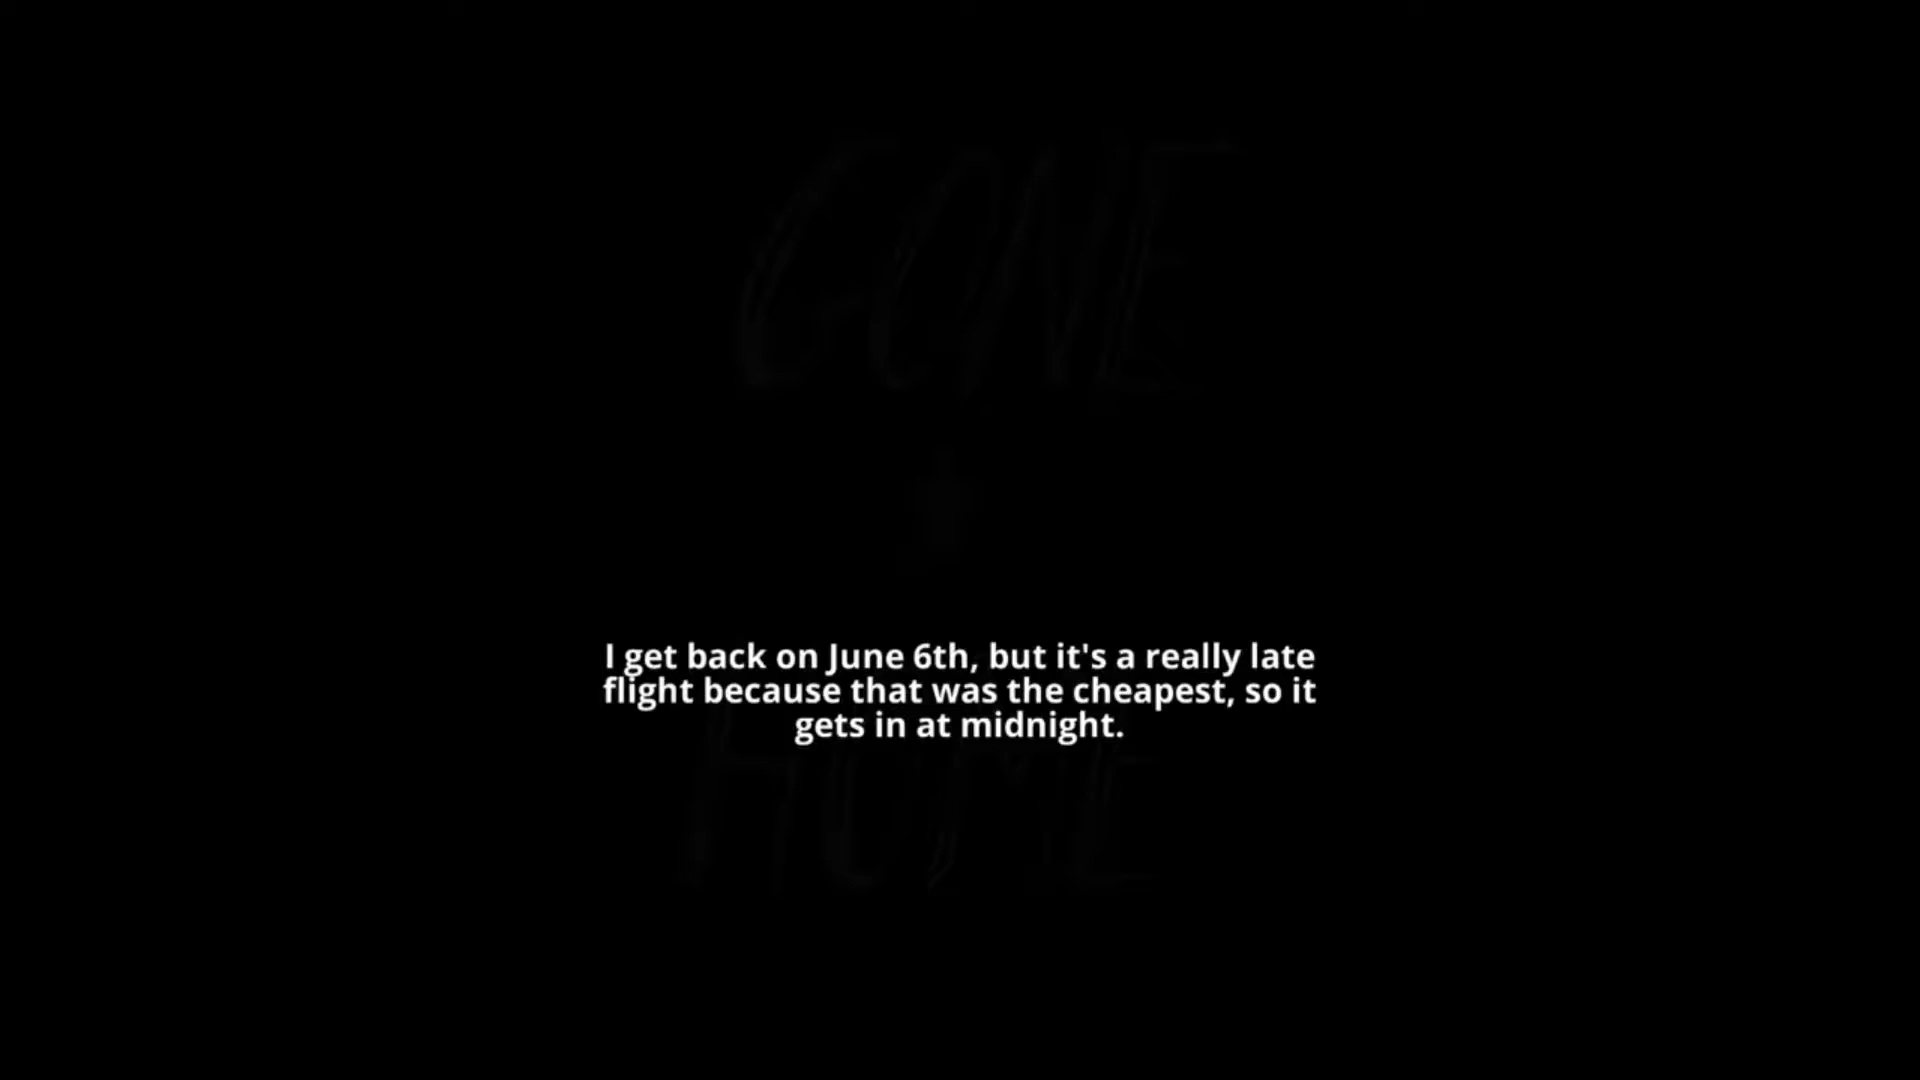 GONE
I get back on June 6th, but it's a really late
flight because that was the cheapest, so it
gets in at midnight.
HOME